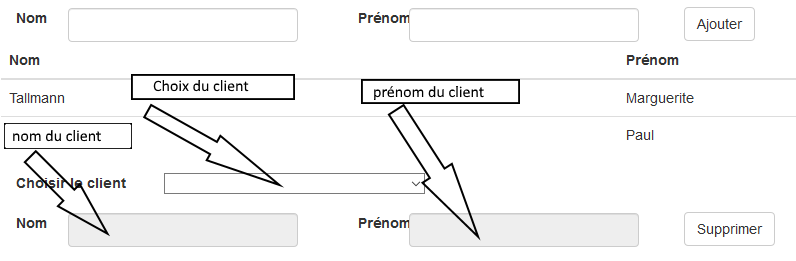 Nom Prénom Ajouter
Nom Prénom
Choix du client
prénom du client
Tallmann Marguerite
nom du client
Paul
Choisir le client
Nom Prénom Supprimer